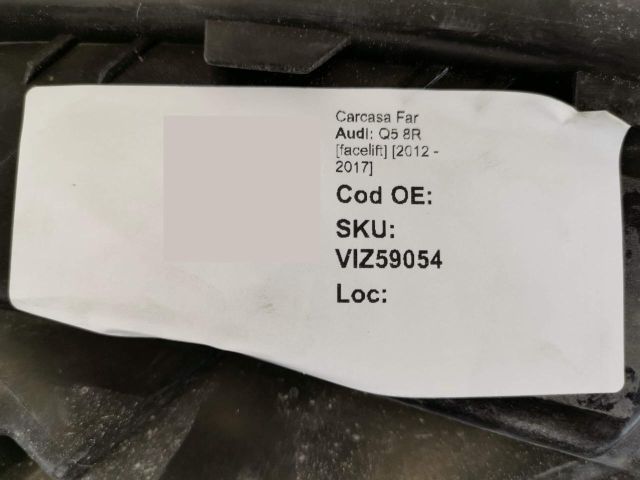 Carcasa Far
Audi: Q5 8R
[facelift] [2012 -
2017]
Cod OE:
SKU:
VIZ59054
Loc: